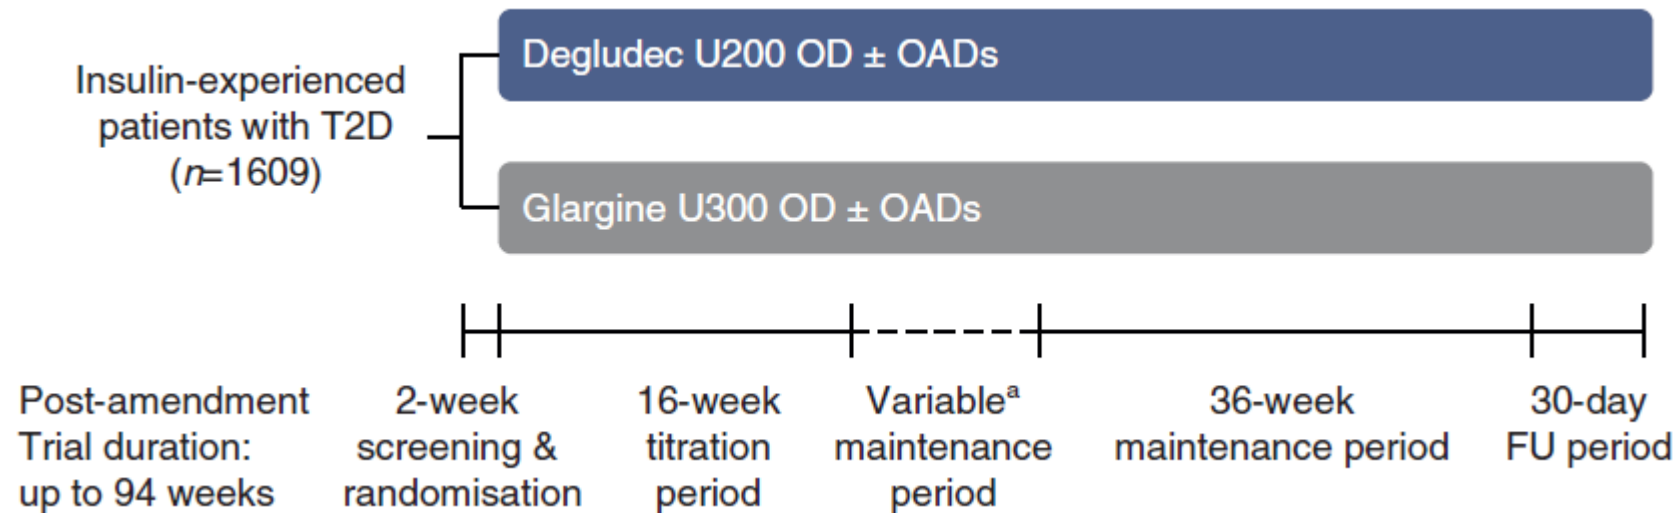 Insulin-experienced
patients with T2D
(n=1609)
Degludec U200 OD ± OADs
Glargine U300 OD ± OADs
Post-amendment
Trial duration:
up to 94 weeks
2-week
screening &
randomisation
16-week
titration
period
Variableᵃ
maintenance
period
36-week
maintenance period
30-day
FU period